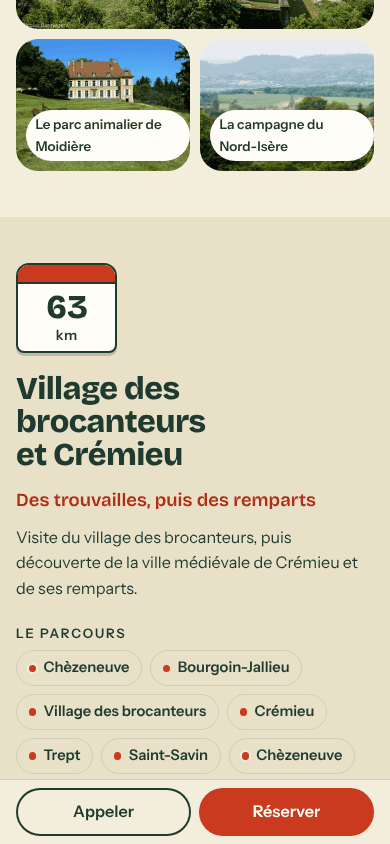 Le parc animalier de
Moidière
La campagne du
Nord-Isère
63
km
Village des
brocanteurs
et Crémieu
Des trouvailles, puis des remparts
Visite du village des brocanteurs, puis
découverte de la ville médiévale de Crémieu et
de ses remparts.
LE PARCOURS
Chèzeneuve
Bourgoin-Jallieu
Village des brocanteurs
Crémieu
Trept
Saint-Savin
Chèzeneuve
Appeler
Réserver